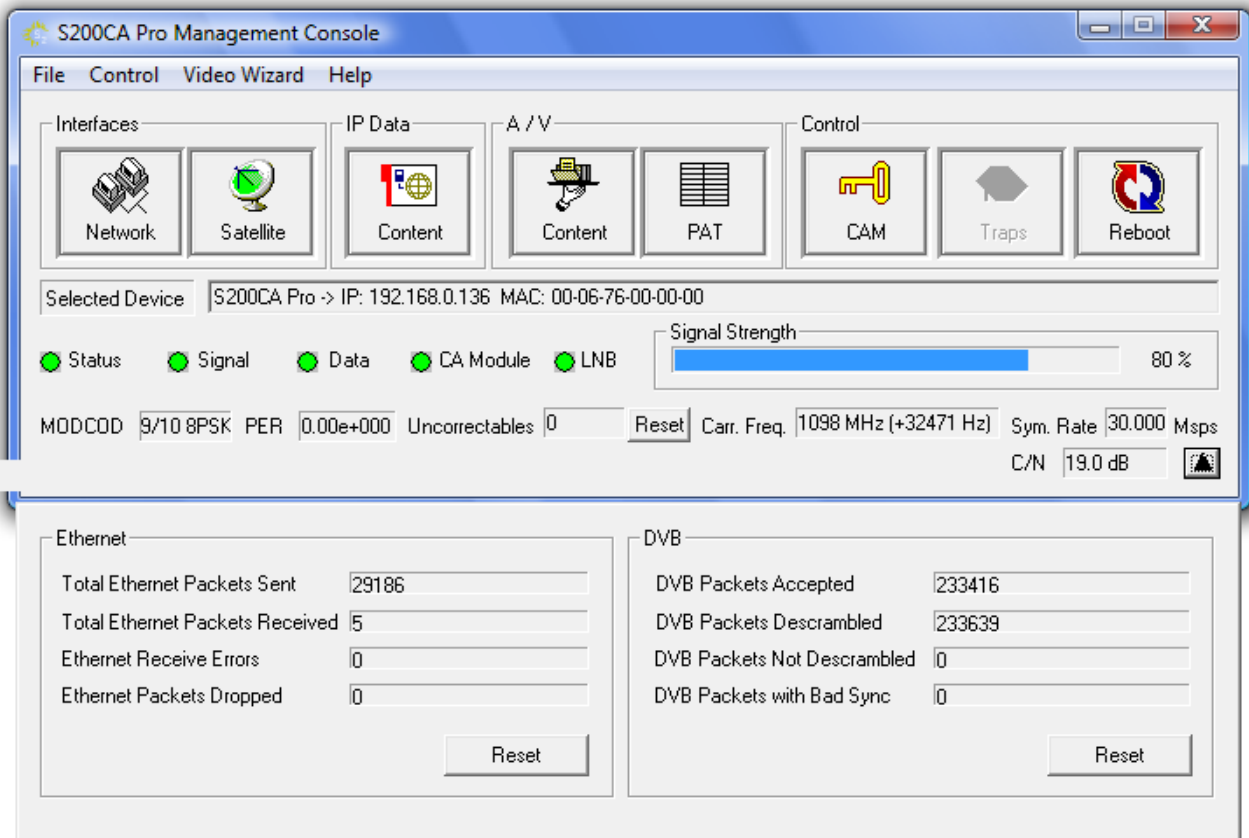 S200CA Pro Management Console
File Control Video Wizard Help
Interfaces IP Data A / V Control
Network Satellite Content Content PAT CAM Traps Reboot
Selected Device S200CA Pro -> IP: 192.168.0.136 MAC: 00-06-76-00-00-00
Signal Strength
Status Signal Data CA Module LNB 80 %
MODCOD 9/10 8PSK PER 0.00e+000 Uncorrectables 0 Reset Carr. Freq. 1098 MHz (+32471 Hz) Sym. Rate 30.000 Msps
C/N 19.0 dB
Ethernet DVB
Total Ethernet Packets Sent 29186 DVB Packets Accepted 233416
Total Ethernet Packets Received 5 DVB Packets Descrambled 233639
Ethernet Receive Errors 0 DVB Packets Not Descrambled 0
Ethernet Packets Dropped 0 DVB Packets with Bad Sync 0
Reset Reset